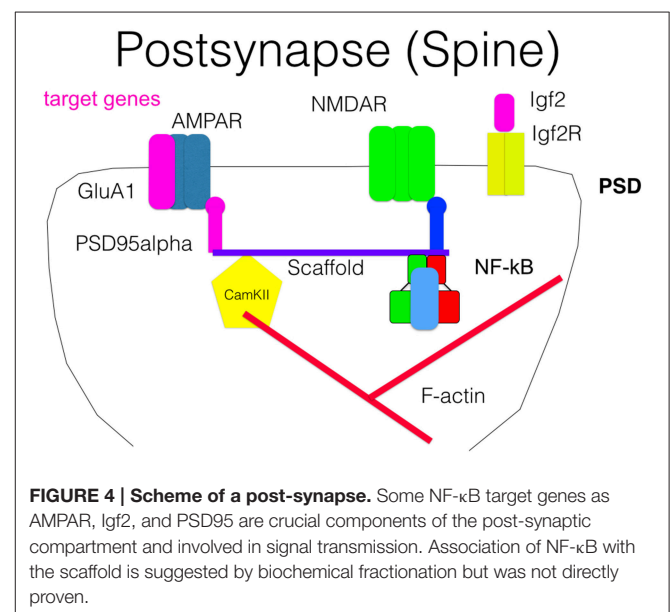 Postsynapse (Spine)
target genes
AMPAR
NMDAR
Igf2
Igf2R
GluA1
PSD
PSD95alpha
Scaffold
NF-kB
CamKII
F-actin
FIGURE 4 | Scheme of a post-synapse. Some NF-κB target genes as
AMPAR, Igf2, and PSD95 are crucial components of the post-synaptic
compartment and involved in signal transmission. Association of NF-κB with
the scaffold is suggested by biochemical fractionation but was not directly
proven.